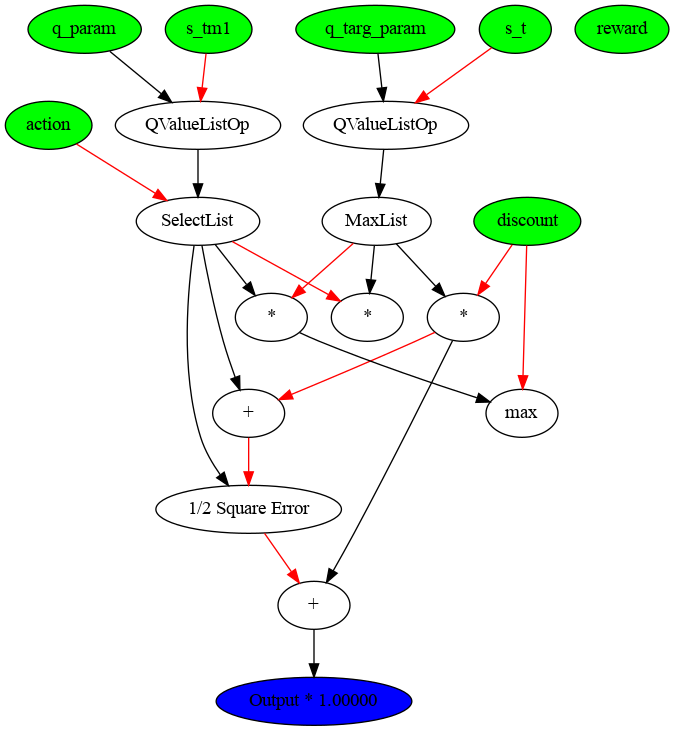 q_param
s_tm1
q_targ_param
s_t
reward
action
QValueListOp
QValueListOp
SelectList
MaxList
discount
*
*
*
+
max
1/2 Square Error
+
Output * 1.00000